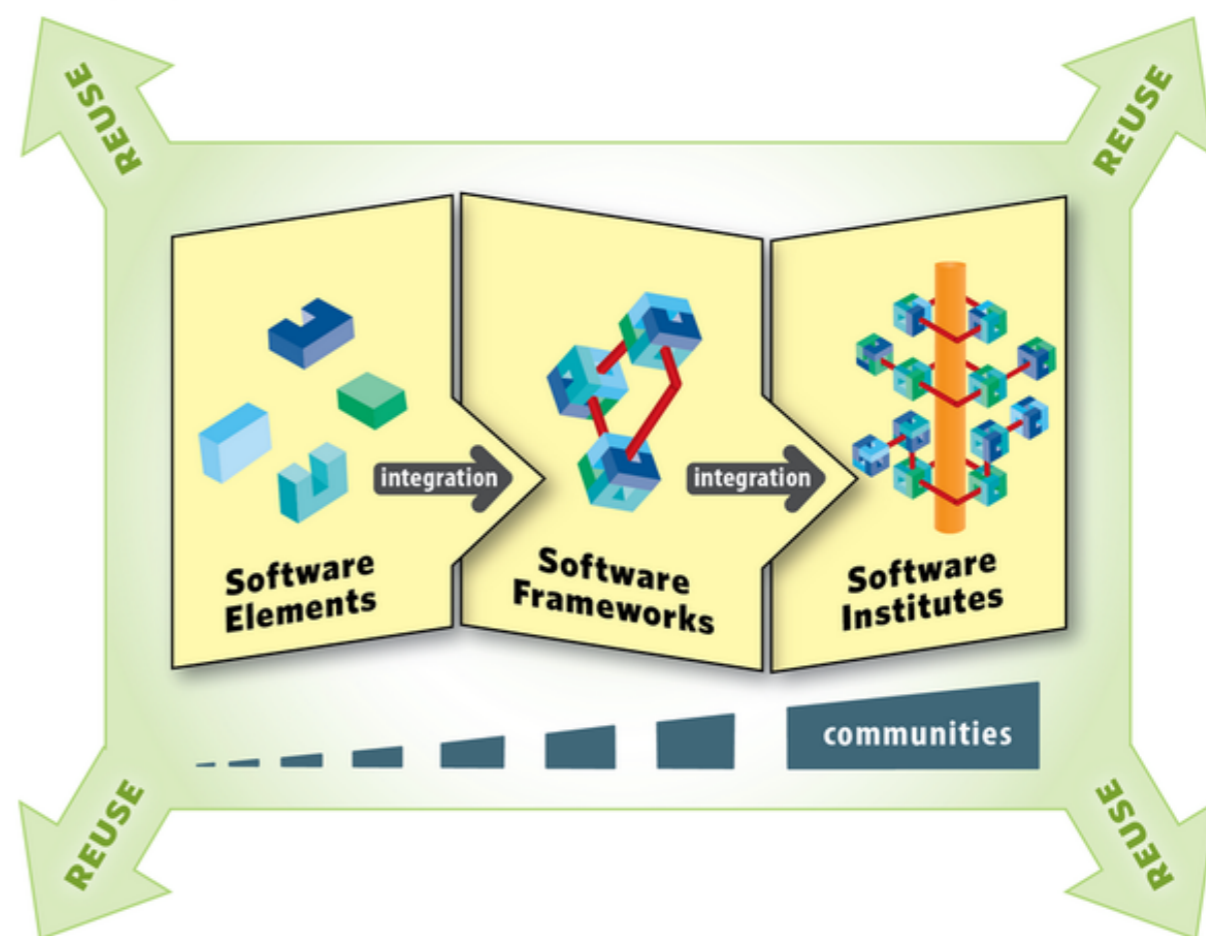 REUSE
REUSE
integration
integration
Software
Elements
Software
Frameworks
Software
Institutes
communities
REUSE
REUSE